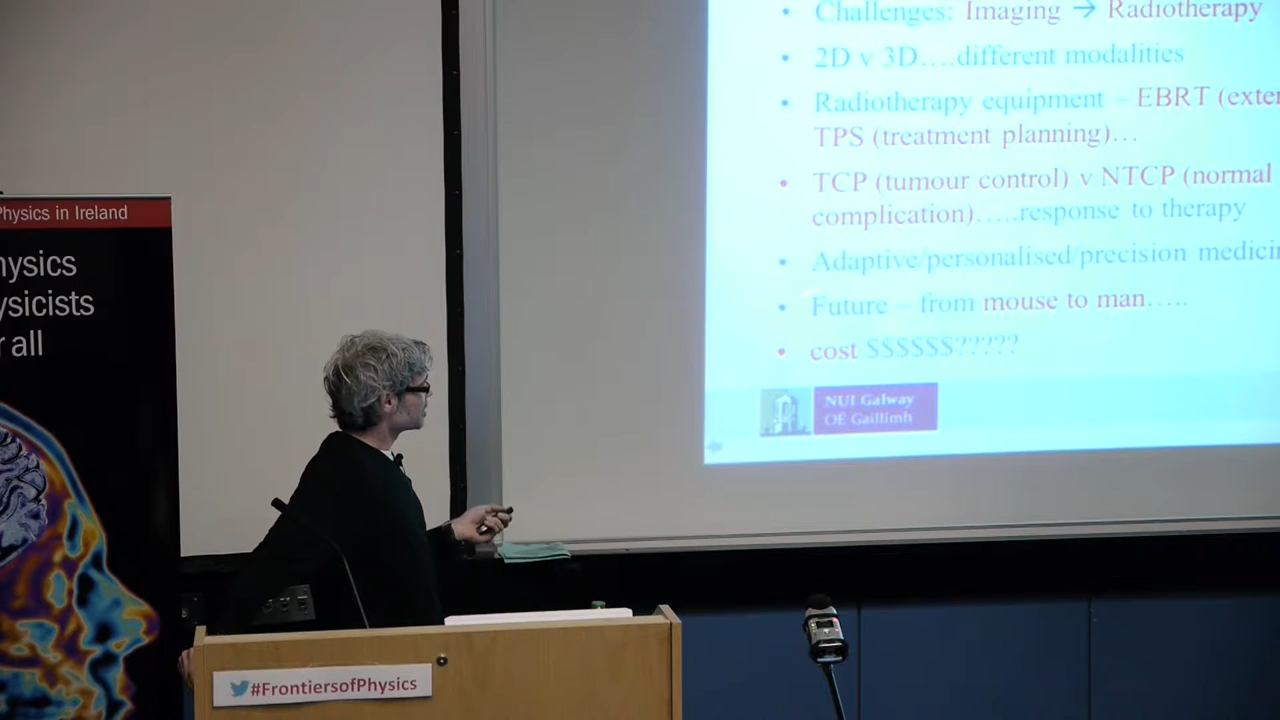 Challenges: Imaging → Radiotherapy
2D v 3D….different modalities
Radiotherapy equipment – EBRT (exter
TPS (treatment planning)…
TCP (tumour control) v NTCP (normal
complication)…..response to therapy
Adaptive/personalised/precision medici
Future – from mouse to man…..
cost $$$$$$?????
NUI Galway
OÉ Gaillimh
Physics in Ireland
hysics
ysicists
r all
#FrontiersofPhysics